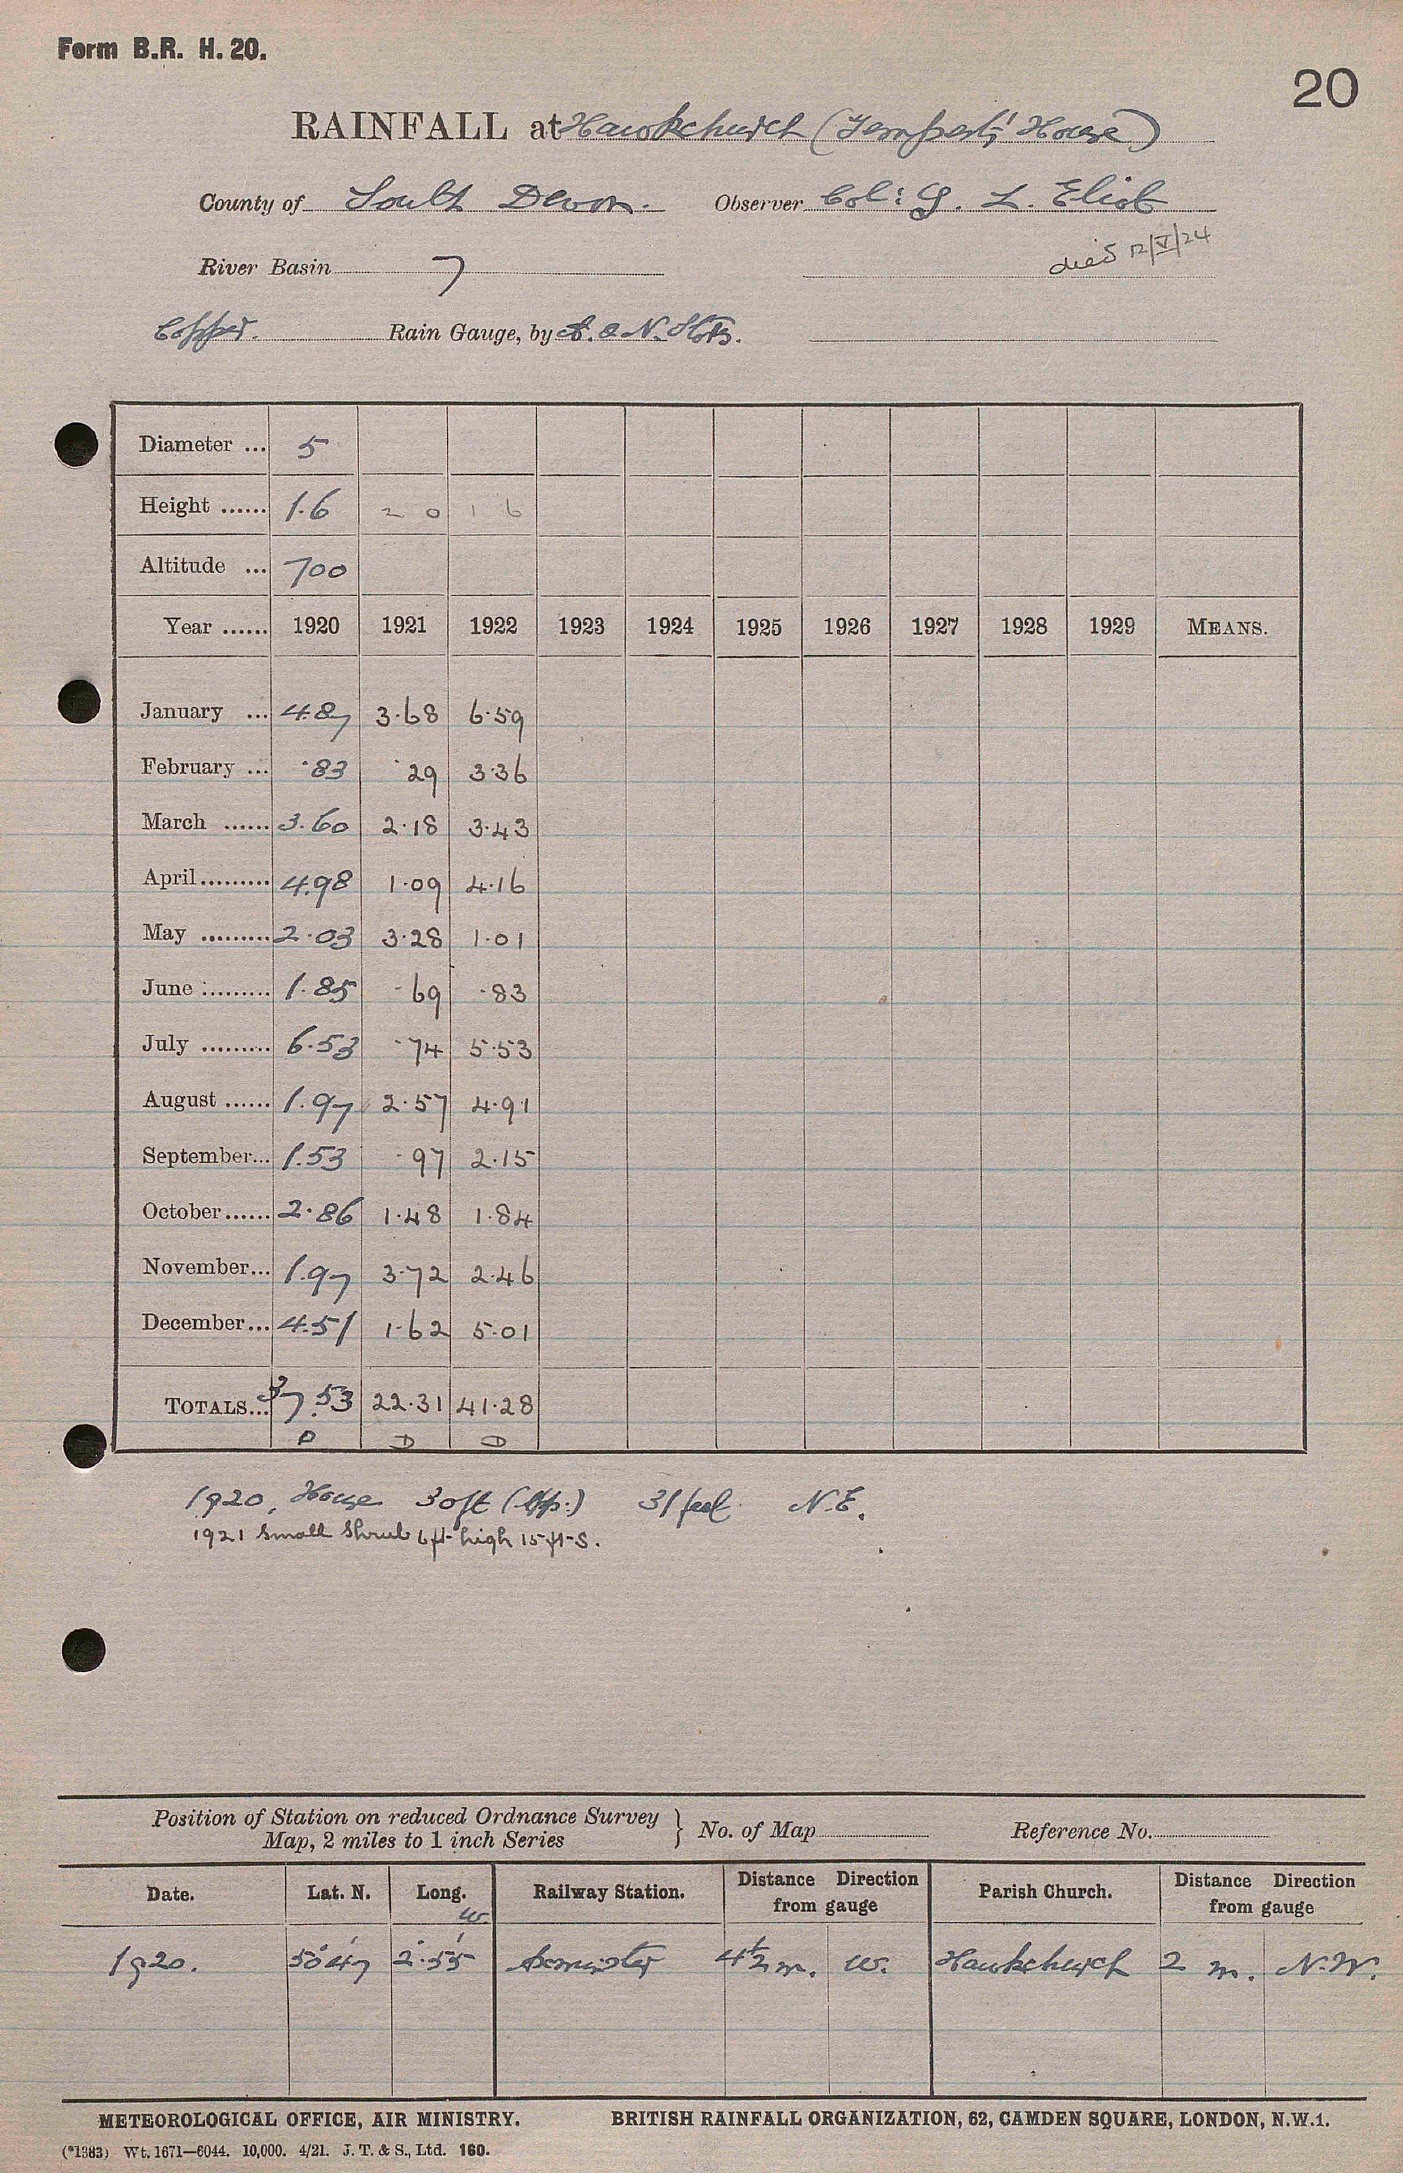 Form B.R. H. 20.
20
RAINFALL at Hawkchurch ( House)
County of South Devon. Observer Col: G. L. Eliot
River Basin 7 died 12/V/24
Copper. Rain Gauge, by A. & N. Stores.
Diameter ... 5
Height ...... 1.6 2 0 1 6
Altitude ... 700
Year ...... 1920 1921 1922 1923 1924 1925 1926 1927 1928 1929 MEANS.
January ... 4.87 3.68 6.59
February ... .83 .29 3.36
March ...... 3.60 2.18 3.43
April ......... 4.98 1.09 4.16
May ......... 2.03 3.28 1.01
June ......... 1.85 .69 .83
July ......... 6.53 .74 5.53
August ...... 1.97 2.57 4.91
September... 1.53 .97 2.15
October ...... 2.86 1.48 1.84
November... 1.97 3.72 2.46
December... 4.51 1.62 5.01
TOTALS... 37.53 22.31 41.28
D D D
1920, House 30ft (App:) 31 feet N.E.
1921 Small Shrub 6ft high 15ft S.
Position of Station on reduced Ordnance Survey
Map, 2 miles to 1 inch Series } No. of Map Reference No.
Date. Lat. N. Long. W. Railway Station. Distance Direction from gauge Parish Church. Distance Direction from gauge
1920. 50°47' 2°55' Axminster 4½ m. W. Hawkchurch 2 m. N.W.
METEOROLOGICAL OFFICE, AIR MINISTRY. BRITISH RAINFALL ORGANIZATION, 62, CAMDEN SQUARE, LONDON, N.W.1.
(*1383) Wt. 1671—6044. 10,000. 4/21. J. T. & S., Ltd. 160.